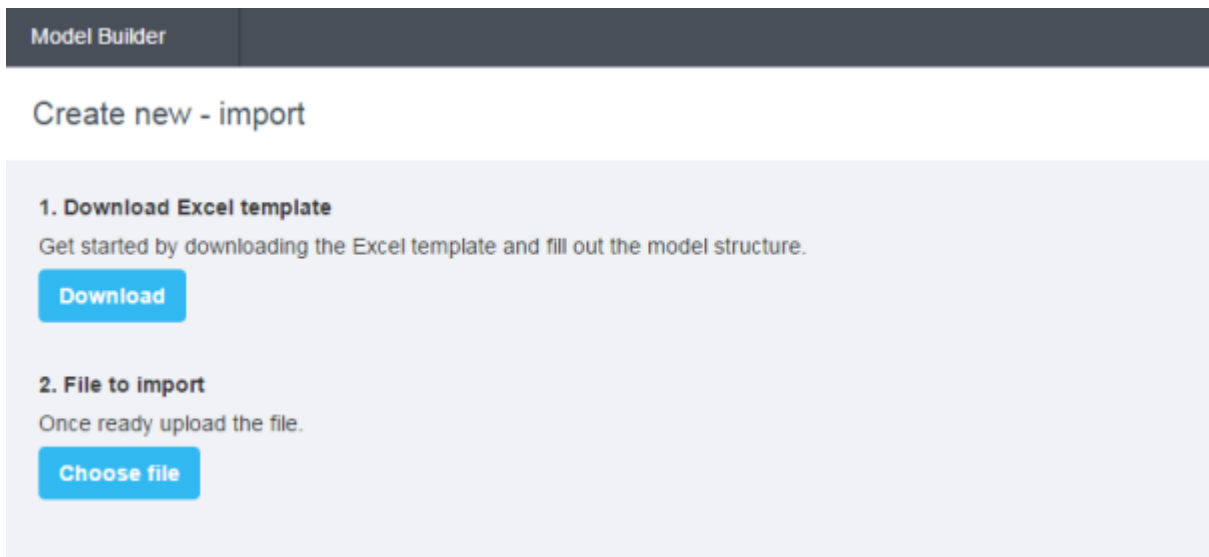 Model Builder
Create new - import
1. Download Excel template
Get started by downloading the Excel template and fill out the model structure.
Download
2. File to import
Once ready upload the file.
Choose file